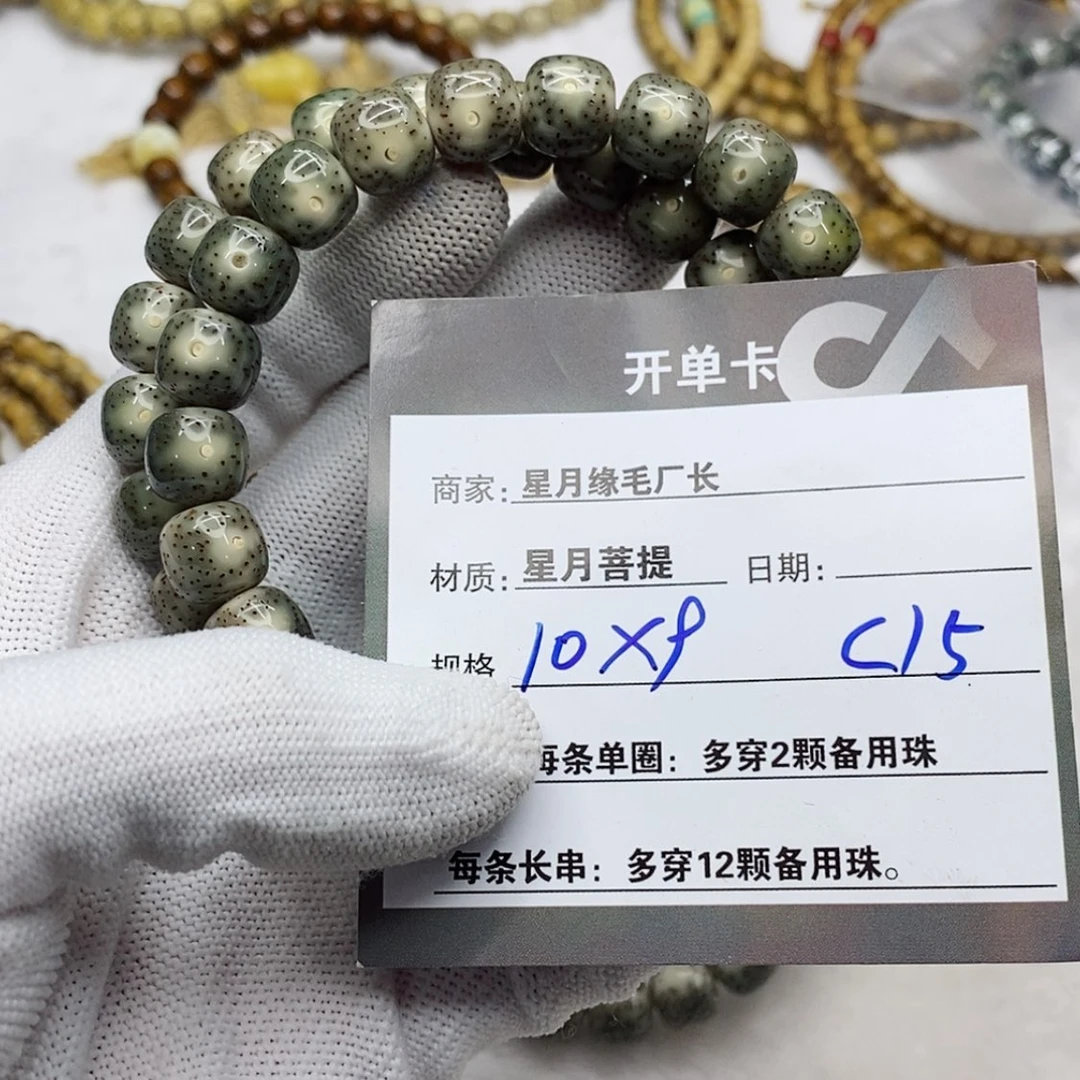 开单卡
商家:星月缘毛厂长
材质:星月菩提 日期:
规格 10X9 C15
每条单圈：多穿2颗备用珠
每条长串：多穿12颗备用珠。